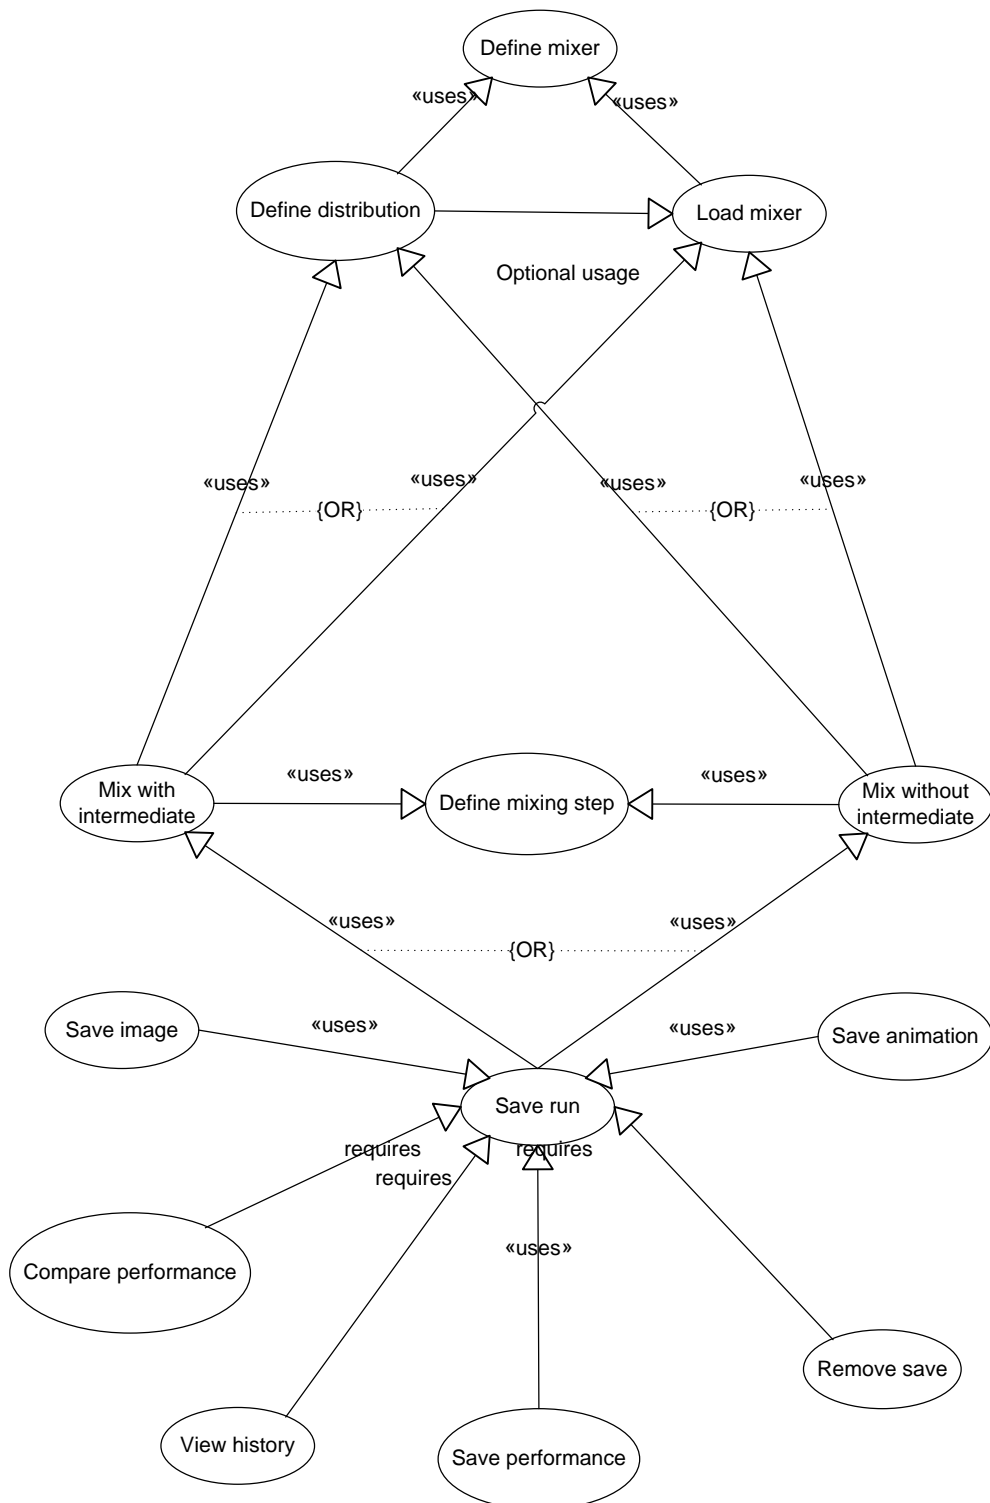 Define mixer
«uses»
«uses»
Define distribution
Load mixer
Optional usage
«uses»
«uses»
«uses»
«uses»
{OR}
{OR}
Mix with
intermediate
«uses»
Define mixing step
«uses»
Mix without
intermediate
«uses»
«uses»
{OR}
Save image
«uses»
«uses»
Save animation
Save run
requires
requires
requires
«uses»
Compare performance
Remove save
View history
Save performance